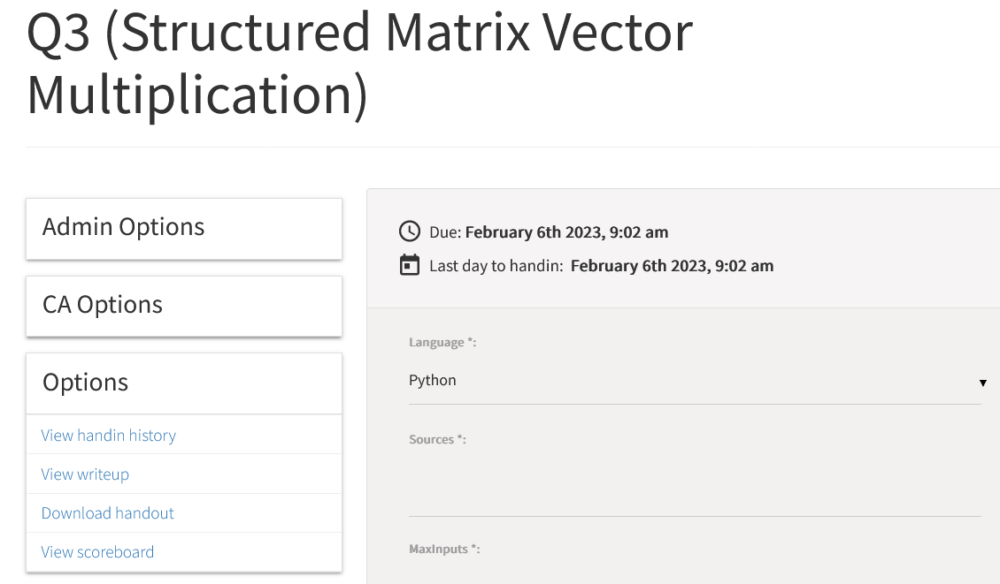 Q3 (Structured Matrix Vector
Multiplication)
Admin Options
CA Options
Options
View handin history
View writeup
Download handout
View scoreboard
Due: February 6th 2023, 9:02 am
Last day to handin: February 6th 2023, 9:02 am
Language *:
Python
Sources *:
MaxInputs *: